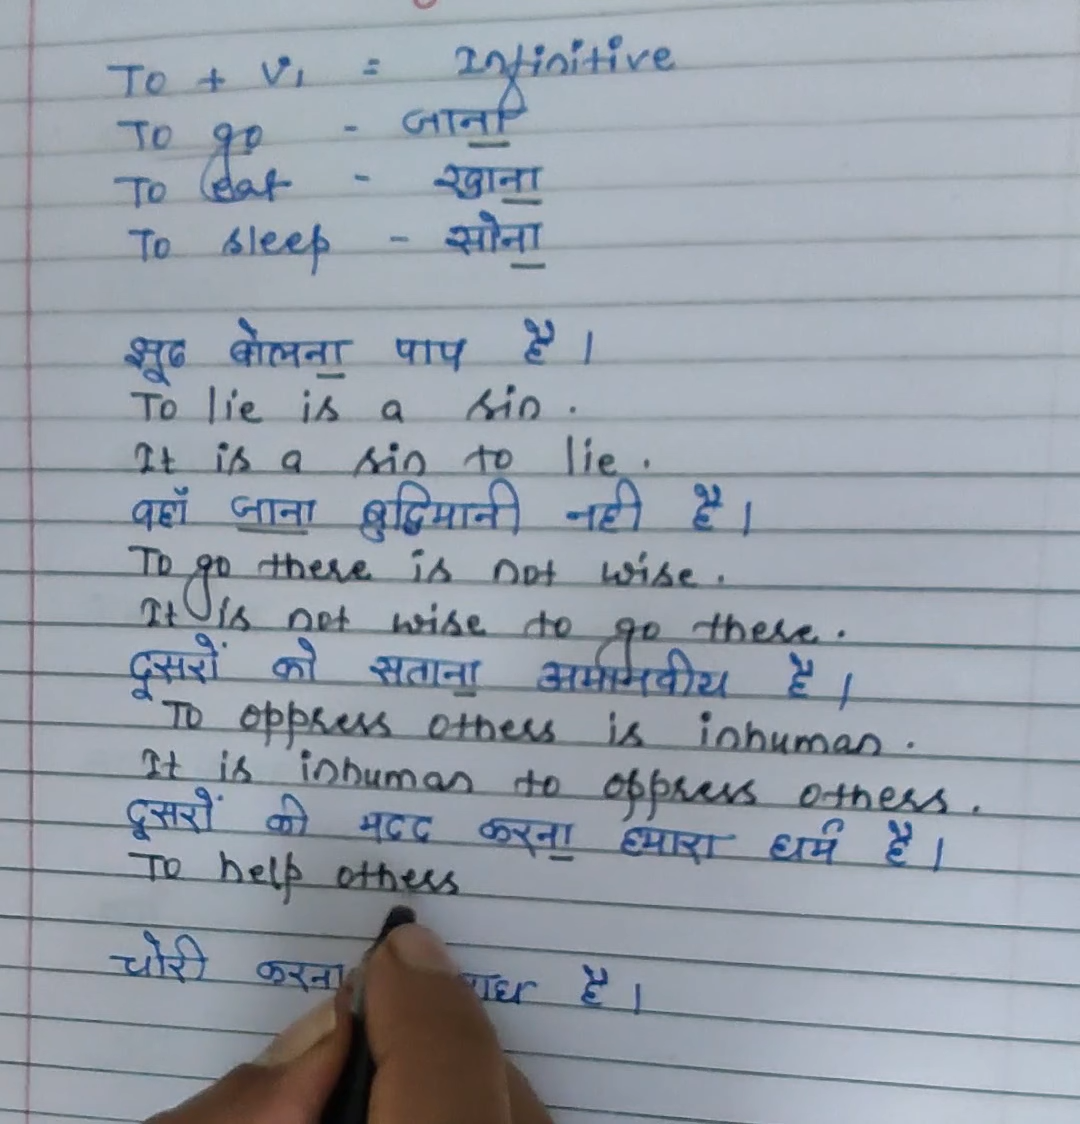 To + V1 = Infinitive
To go - जाना
To eat - खाना
To sleep - सोना
झूठ बोलना पाप है।
To lie is a sin.
It is a sin to lie.
वहाँ जाना बुद्धिमानी नही है।
To go there is not wise.
It is not wise to go there.
दूसरों को सताना अमानवीय है।
To oppress others is inhuman.
It is inhuman to oppress others.
दूसरों की मदद करना हमारा धर्म है।
To help others
चोरी करना है।